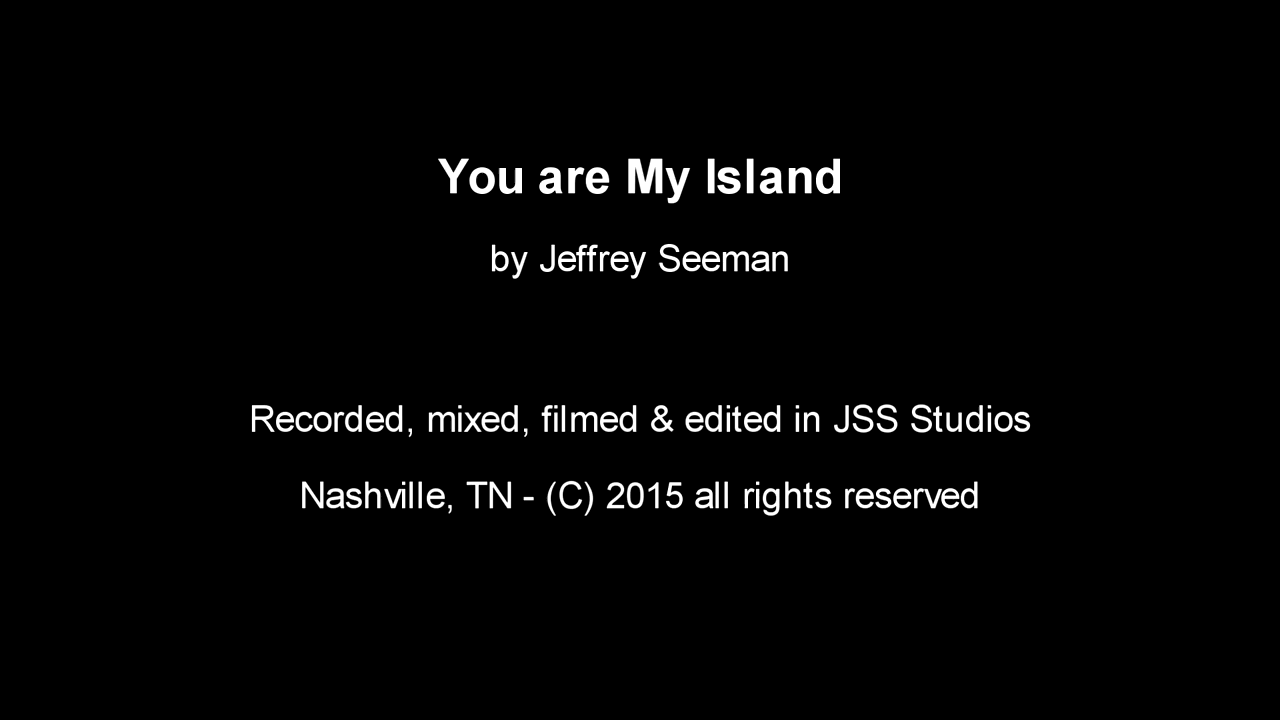 You are My Island
by Jeffrey Seeman
Recorded, mixed, filmed & edited in JSS Studios
Nashville, TN - (C) 2015 all rights reserved